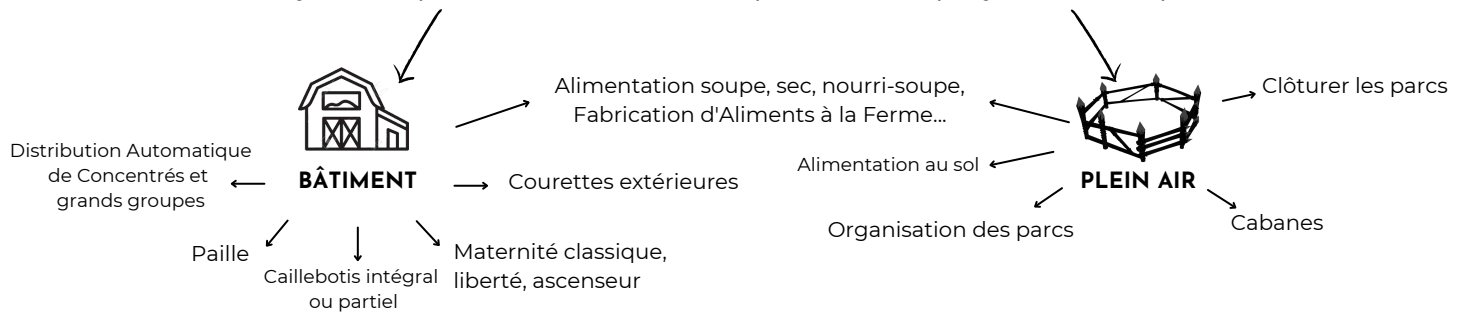 Alimentation soupe, sec, nourri-soupe,
Fabrication d'Aliments à la Ferme...
Clôturer les parcs
Distribution Automatique
de Concentrés et
grands groupes
BÂTIMENT
Courettes extérieures
Alimentation au sol
PLEIN AIR
Organisation des parcs
Cabanes
Paille
Caillebotis intégral
ou partiel
Maternité classique,
liberté, ascenseur